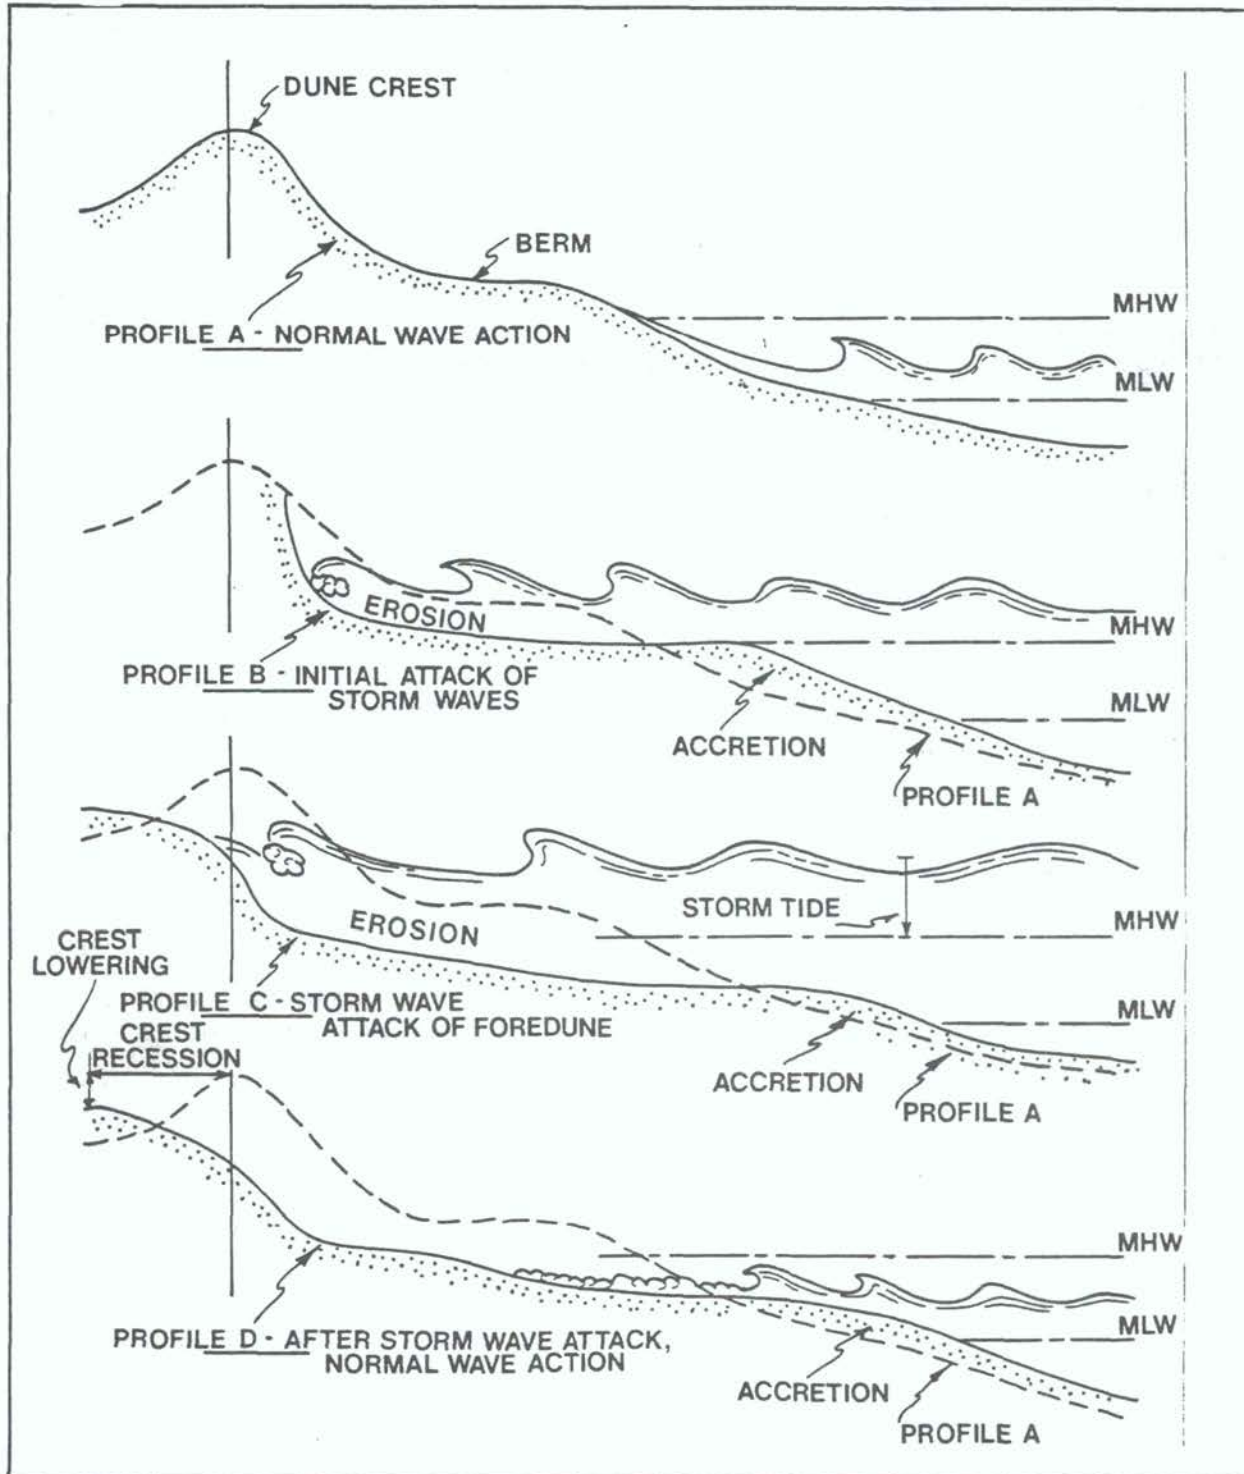 DUNE CREST
BERM
MHW
PROFILE A - NORMAL WAVE ACTION
MLW
EROSION
MHW
PROFILE B - INITIAL ATTACK OF
STORM WAVES
MLW
ACCRETION
PROFILE A
STORM TIDE
EROSION
MHW
CREST
LOWERING
PROFILE C - STORM WAVE
ATTACK OF FOREDUNE
MLW
CREST
RECESSION
ACCRETION
PROFILE A
MHW
PROFILE D - AFTER STORM WAVE ATTACK,
NORMAL WAVE ACTION
MLW
ACCRETION
PROFILE A